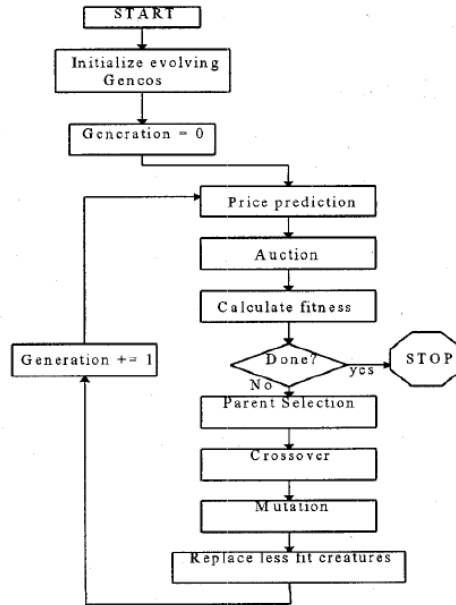 START
Initialize evolving
Gencos
Generation = 0
Price prediction
Auction
Calculate fitness
Done?
yes
STOP
No
Generation += 1
Parent Selection
Crossover
Mutation
Replace less fit creatures